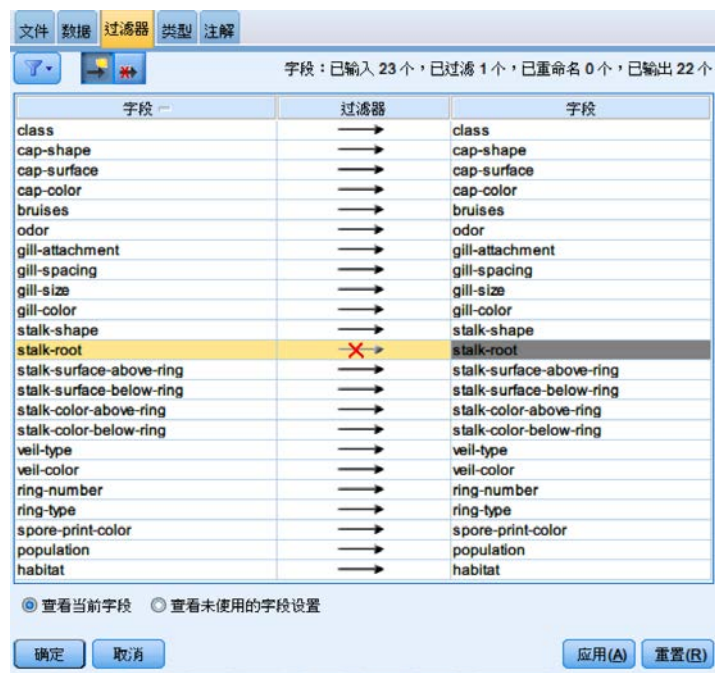 文件 数据 过滤器 类型 注解
字段：已输入 23 个，已过滤 1 个，已重命名 0 个，已输出 22 个
字段 过滤器 字段
class class
cap-shape cap-shape
cap-surface cap-surface
cap-color cap-color
bruises bruises
odor odor
gill-attachment gill-attachment
gill-spacing gill-spacing
gill-size gill-size
gill-color gill-color
stalk-shape stalk-shape
stalk-root stalk-root
stalk-surface-above-ring stalk-surface-above-ring
stalk-surface-below-ring stalk-surface-below-ring
stalk-color-above-ring stalk-color-above-ring
stalk-color-below-ring stalk-color-below-ring
veil-type veil-type
veil-color veil-color
ring-number ring-number
ring-type ring-type
spore-print-color spore-print-color
population population
habitat habitat
查看当前字段 查看未使用的字段设置
确定 取消 应用(A) 重置(R)